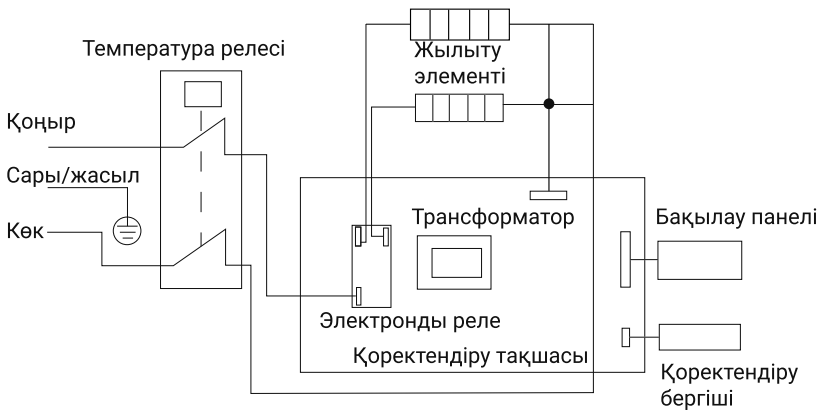 Температура релесі
Жылыту
элементі
Қоңыр
Сары/жасыл
Көк
Трансформатор
Бақылау панелі
Электронды реле
Қоректендіру тақшасы
Қоректендіру
бергіші